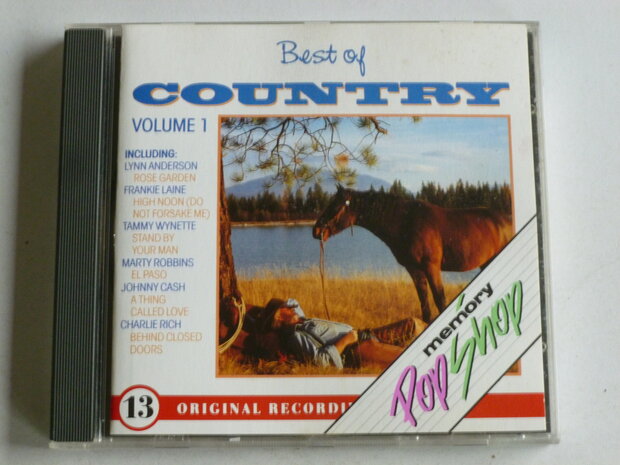 Best of
COUNTRY
VOLUME 1
INCLUDING:
LYNN ANDERSON
ROSE GARDEN
FRANKIE LAINE
HIGH NOON (DO
NOT FORSAKE ME)
TAMMY WYNETTE
STAND BY
YOUR MAN
MARTY ROBBINS
EL PASO
JOHNNY CASH
A THING
CALLED LOVE
CHARLIE RICH
BEHIND CLOSED
DOORS
memory
Pop Shop
13 ORIGINAL